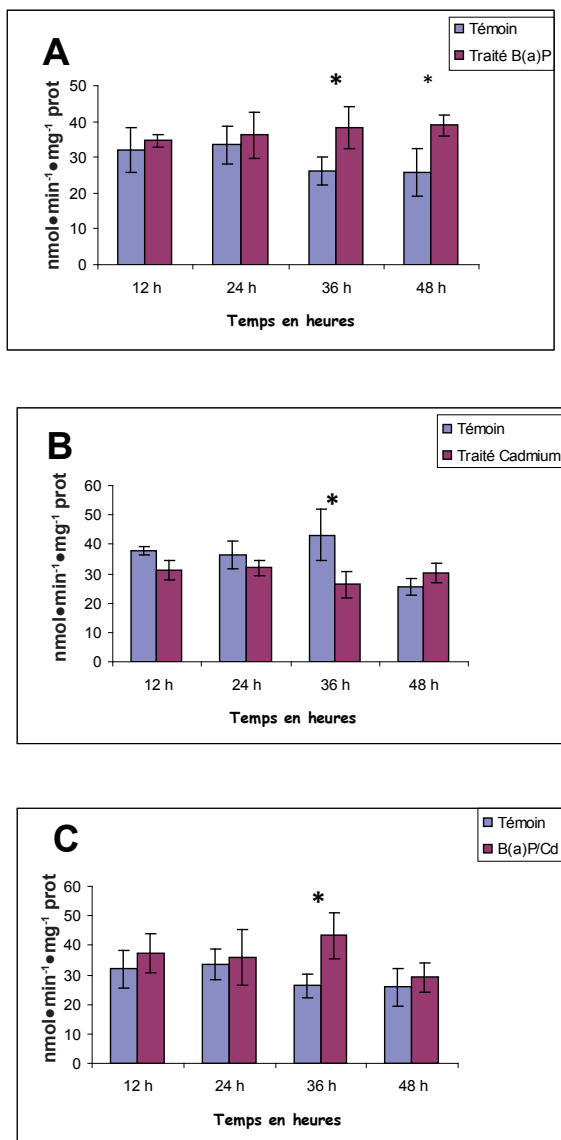 A
Témoin
Traité B(a)P
*
*
nmol●min⁻¹●mg⁻¹ prot
50
40
30
20
10
0
12 h
24 h
36 h
48 h
Temps en heures
B
Témoin
Traité Cadmium
*
nmol●min⁻¹●mg⁻¹ prot
60
50
40
30
20
10
0
12 h
24 h
36 h
48 h
Temps en heures
C
Témoin
B(a)P/Cd
*
nmol●min⁻¹●mg⁻¹ prot
60
50
40
30
20
10
0
12 h
24 h
36 h
48 h
Temps en heures